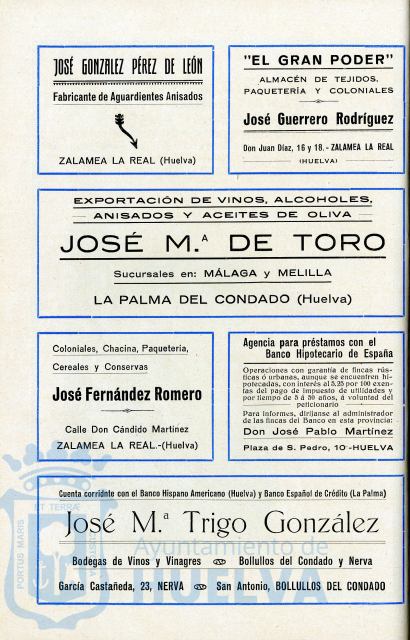 JOSÉ GONZALEZ PÉREZ DE LEÓN
Fabricante de Aguardientes Anisados
ZALAMEA LA REAL (Huelva)
"EL GRAN PODER"
ALMACÉN DE TEJIDOS,
PAQUETERÍA Y COLONIALES
José Guerrero Rodríguez
Don Juan Díaz, 16 y 18. - ZALAMEA LA REAL
(HUELVA)
EXPORTACIÓN DE VINOS, ALCOHOLES,
ANISADOS Y ACEITES DE OLIVA
JOSÉ M.ª DE TORO
Sucursales en: MÁLAGA y MELILLA
LA PALMA DEL CONDADO (Huelva)
Coloniales, Chacina, Paquetería,
Cereales y Conservas
José Fernández Romero
Calle Don Cándido Martínez
ZALAMEA LA REAL.-(Huelva)
Agencia para préstamos con el
Banco Hipotecario de España
Operaciones con garantía de fincas rús-
ticas ó urbanas, aunque se encuentren hi-
potecadas, con interés al 5,25 por 100 exen-
tas del pago de impuesto de utilidades y
por tiempo de 5 á 50 años, á voluntad del
peticionario
Para informes, diríjanse al administrador
de las fincas del Banco en esta provincia:
Don José Pablo Martínez
Plaza de S. Pedro, 10-HUELVA
Cuenta corridnte con el Banco Hispano Americano (Huelva) y Banco Español de Crédito (La Palma)
José M.ª Trigo González
Bodegas de Vinos y Vinagres Bollullos del Condado y Nerva
García Castañeda, 23, NERVA San Antonio, BOLLULLOS DEL CONDADO
PORTUS MARIS
ET TERRÆ
Ayuntamiento de
HUELVA